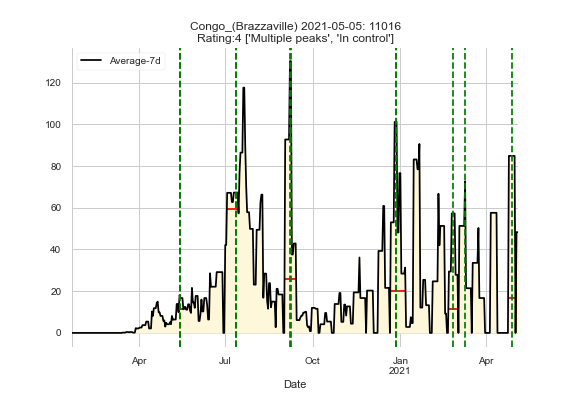 Congo_(Brazzaville) 2021-05-05: 11016
Rating:4 ['Multiple peaks', 'In control']
Average-7d
120
100
80
60
40
20
0
Apr Jul Oct Jan Apr
2021
Date